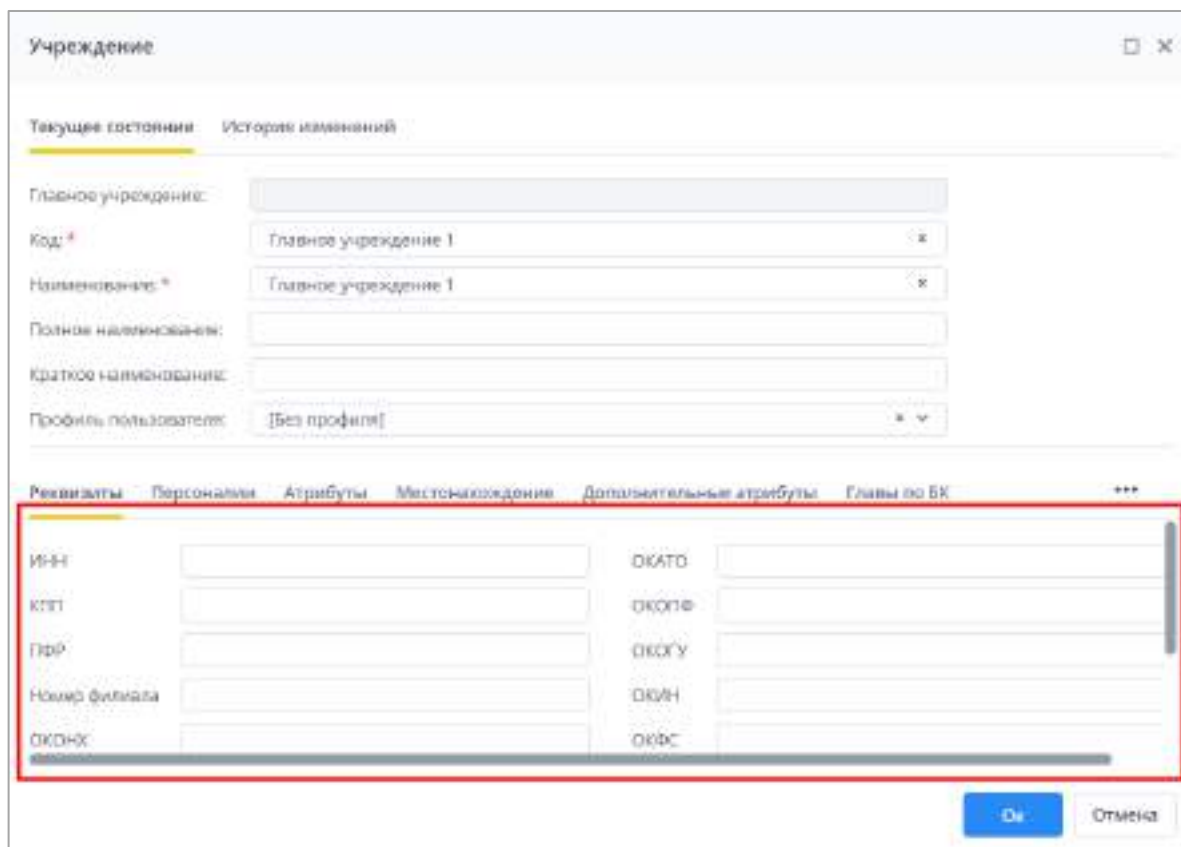 Учреждение
Текущее состояние История изменений
Главное учреждение:
Код: * Главное учреждение 1
Наименование: * Главное учреждение 1
Полное наименование:
Краткое наименование:
Профиль пользователя: [Без профиля]
Реквизиты Персоналии Атрибуты Местонахождение Дополнительные атрибуты Главы по БК
ИНН ОКАТО
КПП ОКОПФ
ПФР ОКОГУ
Номер филиала ОКИН
ОКОНХ ОКФС
Ок Отмена